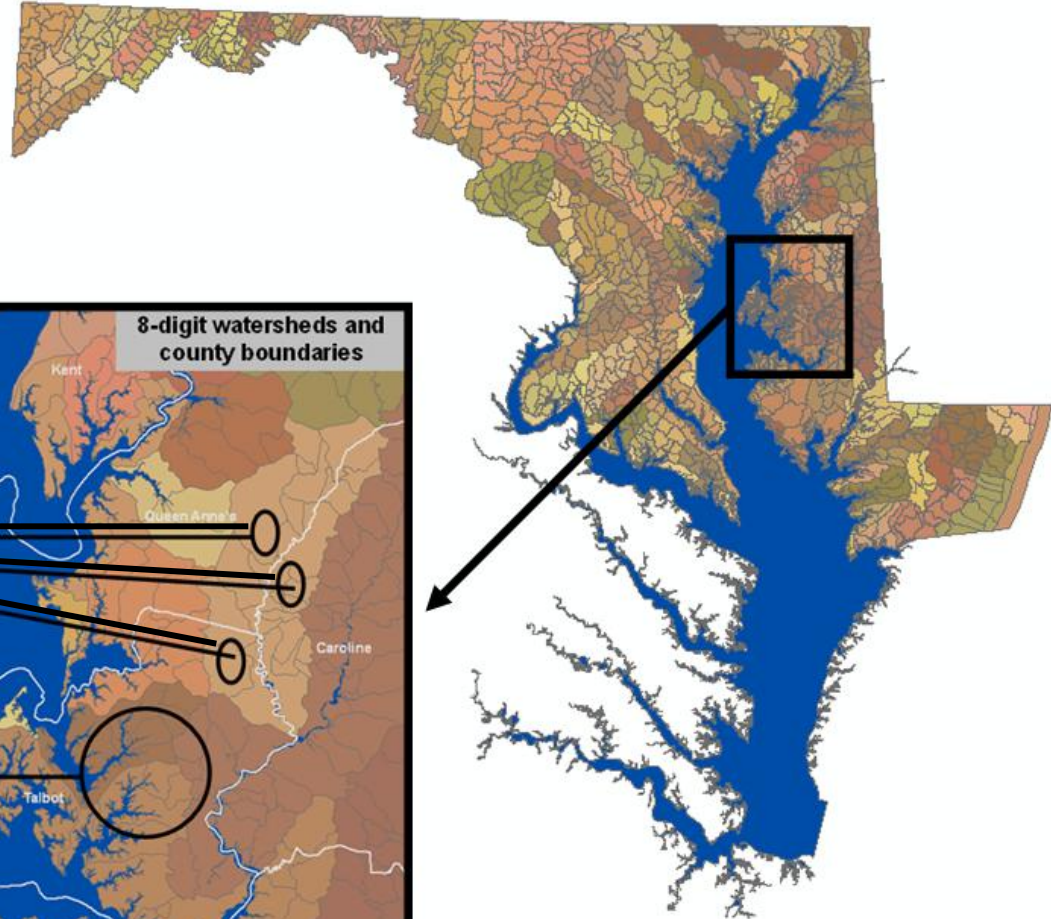 8-digit watersheds and
county boundaries
Kent
Queen Anne's
Caroline
Talbot